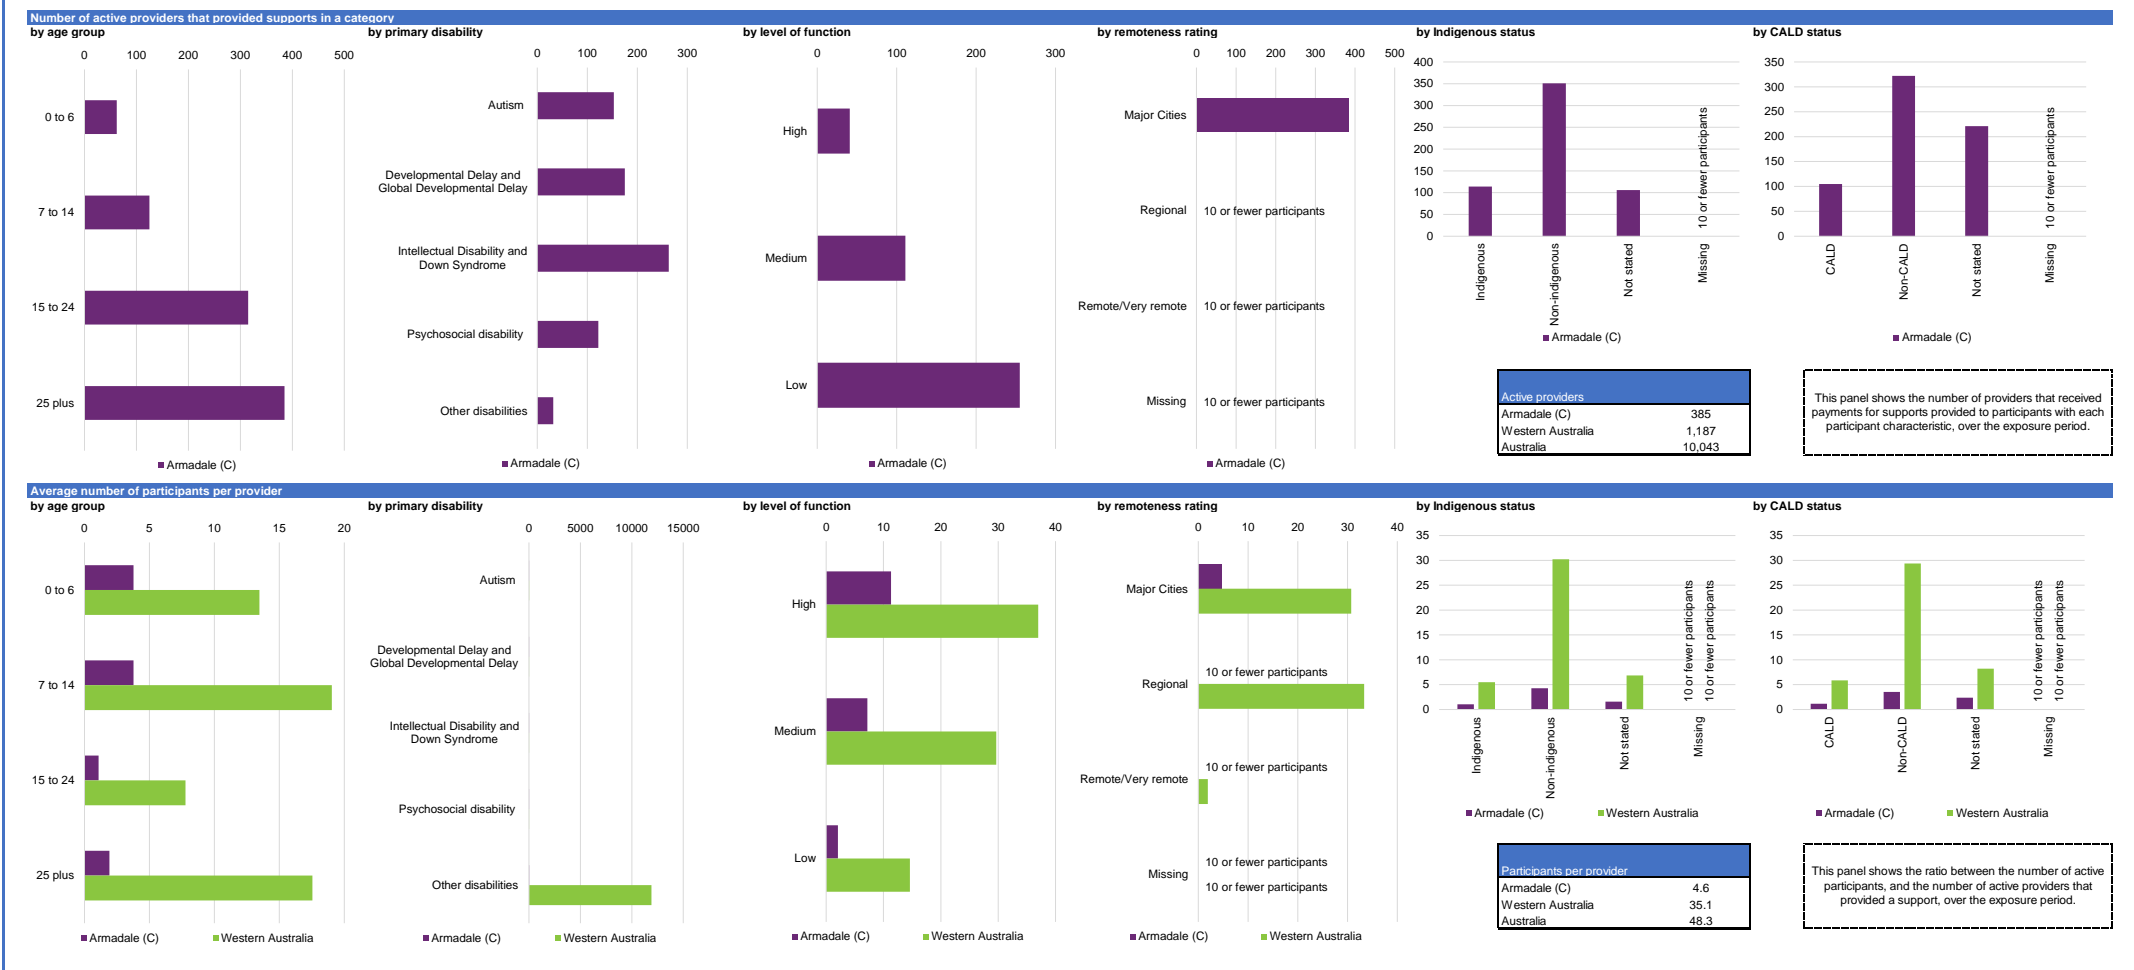 Number of active providers that provided supports in a category
by age group
0 100 200 300 400 500
0 to 6
7 to 14
15 to 24
25 plus
Armadale (C)
by primary disability
0 100 200 300
Autism
Developmental Delay and
Global Developmental Delay
Intellectual Disability and
Down Syndrome
Psychosocial disability
Other disabilities
Armadale (C)
by level of function
0 100 200 300
High
Medium
Low
Armadale (C)
by remoteness rating
0 100 200 300 400 500
Major Cities
Regional 10 or fewer participants
Remote/Very remote 10 or fewer participants
Missing 10 or fewer participants
Armadale (C)
by Indigenous status
400
350
300
250
200
150
100
50
0
10 or fewer participants
Indigenous
Non-indigenous
Not stated
Missing
Armadale (C)
by CALD status
350
300
250
200
150
100
50
0
10 or fewer participants
CALD
Non-CALD
Not stated
Missing
Armadale (C)
Active providers
Armadale (C) 385
Western Australia 1,187
Australia 10,043
This panel shows the number of providers that received
payments for supports provided to participants with each
participant characteristic, over the exposure period.
Average number of participants per provider
by age group
0 5 10 15 20
0 to 6
7 to 14
15 to 24
25 plus
Armadale (C) Western Australia
by primary disability
0 5000 10000 15000
Autism
Developmental Delay and
Global Developmental Delay
Intellectual Disability and
Down Syndrome
Psychosocial disability
Other disabilities
Armadale (C) Western Australia
by level of function
0 10 20 30 40
High
Medium
Low
Armadale (C) Western Australia
by remoteness rating
0 10 20 30 40
Major Cities
10 or fewer participants
Regional
10 or fewer participants
Remote/Very remote
10 or fewer participants
Missing
10 or fewer participants
Armadale (C) Western Australia
by Indigenous status
35
30
25
20
15
10
5
0
10 or fewer participants
10 or fewer participants
Indigenous
Non-indigenous
Not stated
Missing
Armadale (C) Western Australia
by CALD status
35
30
25
20
15
10
5
0
10 or fewer participants
10 or fewer participants
CALD
Non-CALD
Not stated
Missing
Armadale (C) Western Australia
Participants per provider
Armadale (C) 4.6
Western Australia 35.1
Australia 48.3
This panel shows the ratio between the number of active
participants, and the number of active providers that
provided a support, over the exposure period.